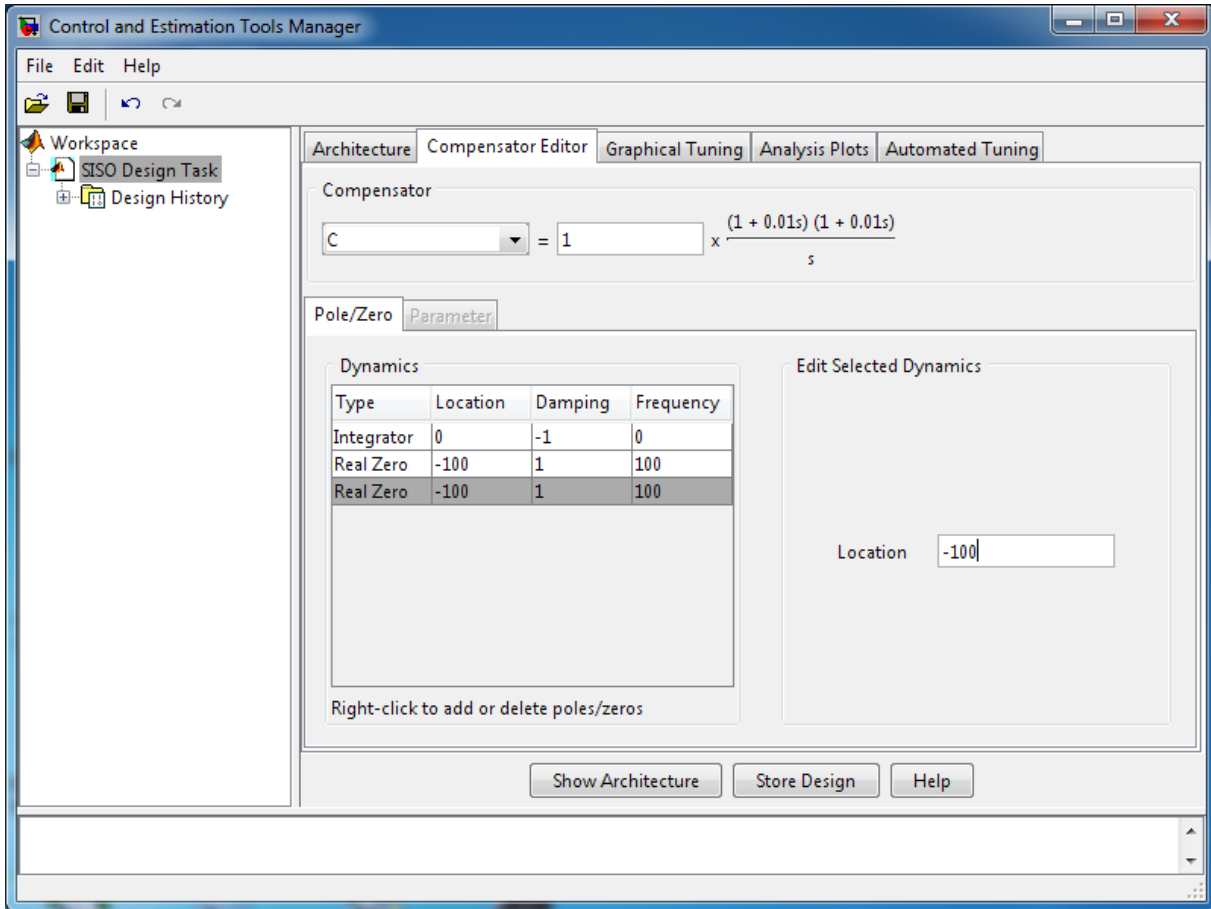 Control and Estimation Tools Manager
File Edit Help
Workspace
SISO Design Task
Design History
Architecture Compensator Editor Graphical Tuning Analysis Plots Automated Tuning
Compensator
C = 1 x (1 + 0.01s) (1 + 0.01s)
s
Pole/Zero Parameter
Dynamics
Type Location Damping Frequency
Integrator 0 -1 0
Real Zero -100 1 100
Real Zero -100 1 100
Right-click to add or delete poles/zeros
Edit Selected Dynamics
Location -100
Show Architecture Store Design Help